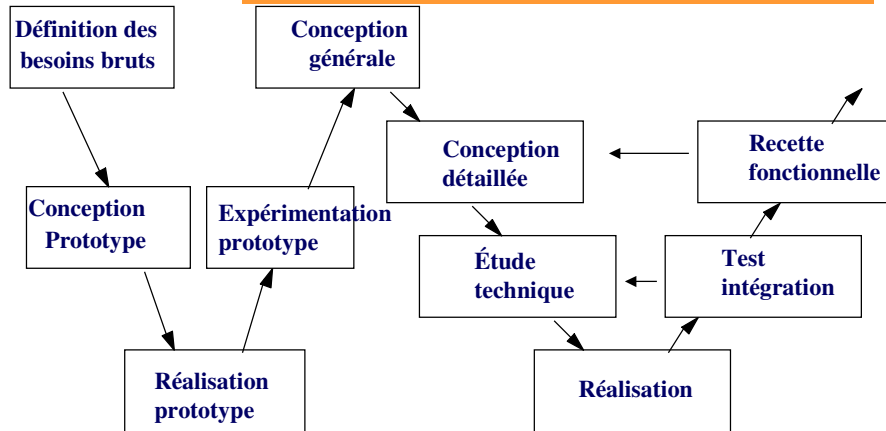 Définition des
besoins bruts
Conception
Prototype
Réalisation
prototype
Expérimentation
prototype
Conception
générale
Conception
détaillée
Étude
technique
Réalisation
Test
intégration
Recette
fonctionnelle